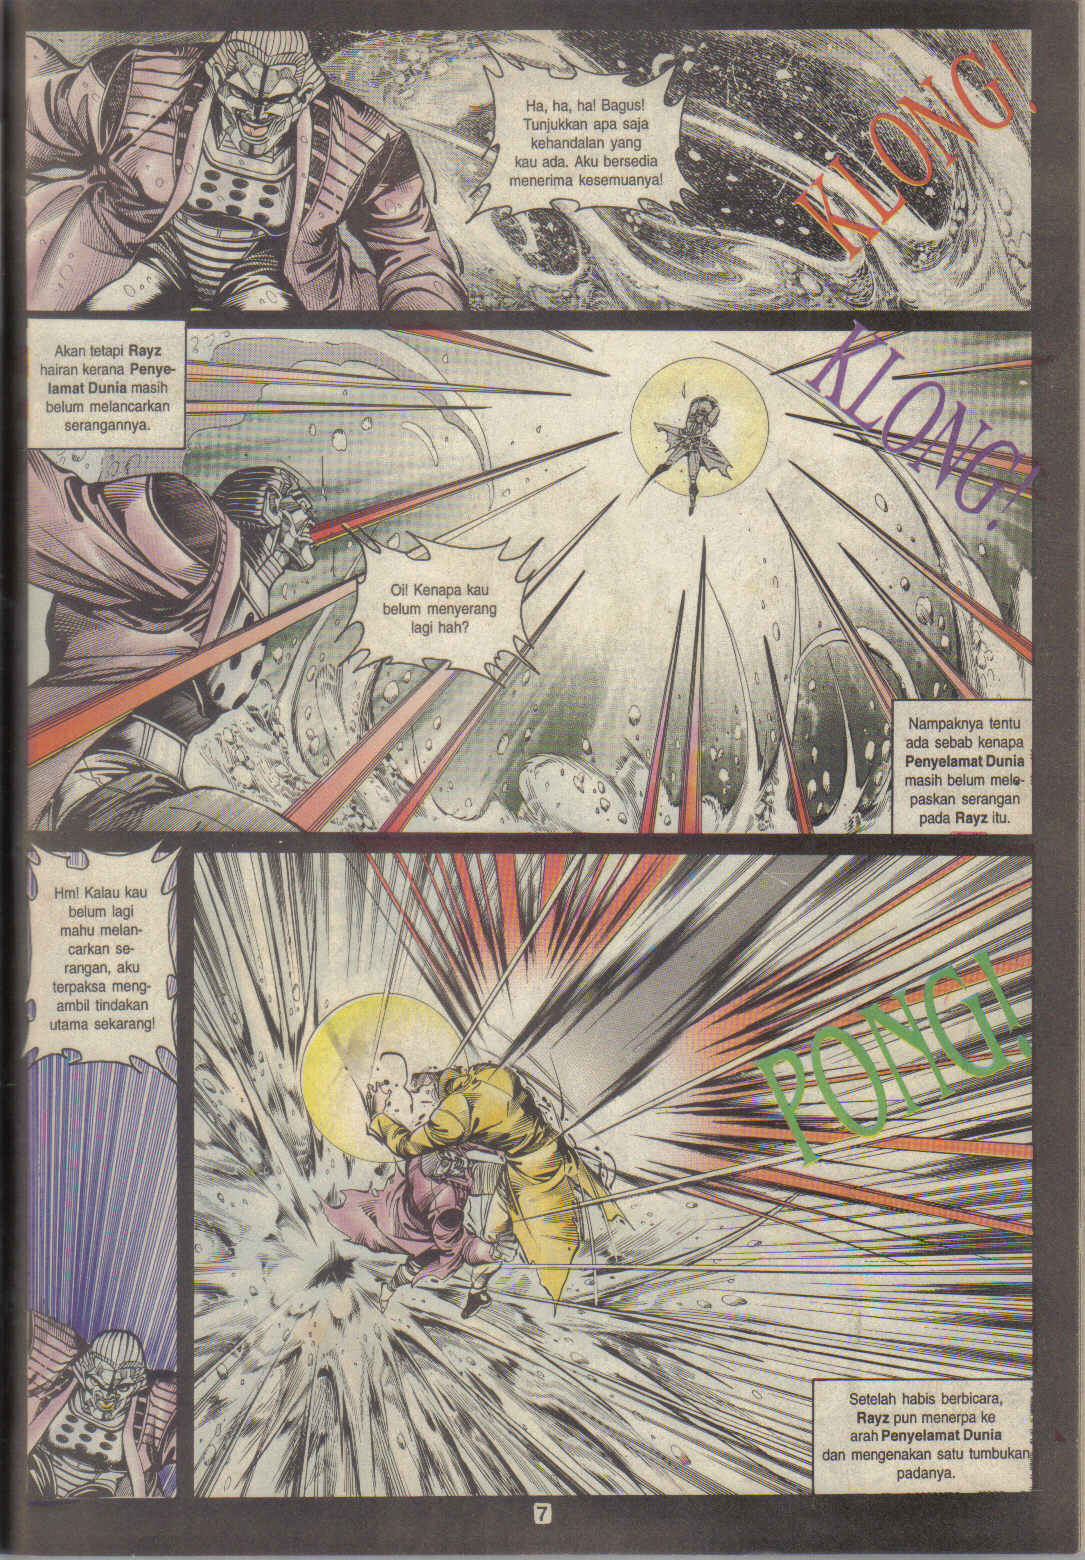 Ha, ha, ha! Bagus!
Tunjukkan apa saja
kehandalan yang
kau ada. Aku bersedia
menerima kesemuanya!
KLONG!
Akan tetapi Rayz
hairan kerana Penye-
lamat Dunia masih
belum melancarkan
serangannya.
KLONG!
Oi! Kenapa kau
belum menyerang
lagi hah?
Nampaknya tentu
ada sebab kenapa
Penyelamat Dunia
masih belum mele-
paskan serangan
pada Rayz itu.
Hm! Kalau kau
belum lagi
mahu melan-
carkan se-
rangan, aku
terpaksa meng-
ambil tindakan
utama sekarang!
PONG!
Setelah habis berbicara,
Rayz pun menerpa ke
arah Penyelamat Dunia
dan mengenakan satu tumbukan
padanya.
7